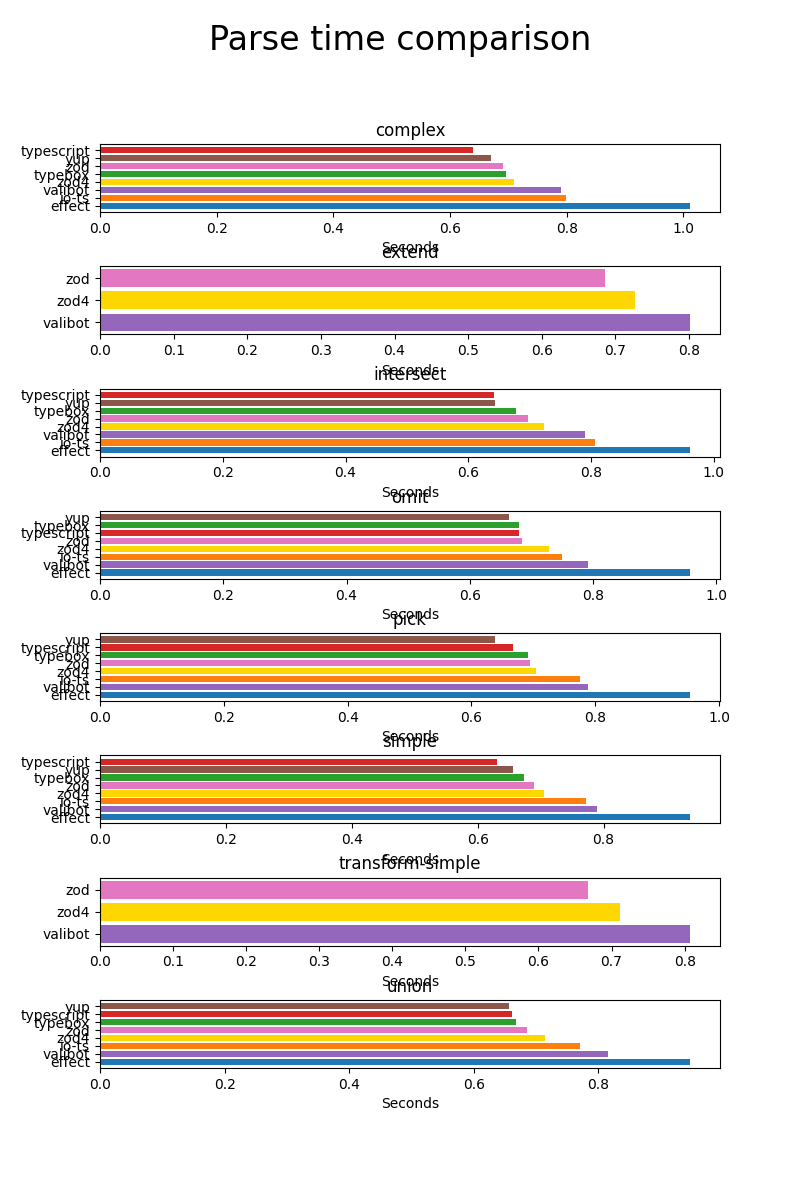 Parse time comparison
complex
typescript
yup
zod
typebox
zod4
valibot
io-ts
effect
0.0 0.2 0.4 0.6 0.8 1.0
Seconds
extend
zod
zod4
valibot
0.0 0.1 0.2 0.3 0.4 0.5 0.6 0.7 0.8
Seconds
intersect
typescript
yup
typebox
zod
zod4
valibot
io-ts
effect
0.0 0.2 0.4 0.6 0.8 1.0
Seconds
omit
yup
typebox
typescript
zod
zod4
io-ts
valibot
effect
0.0 0.2 0.4 0.6 0.8 1.0
Seconds
pick
yup
typescript
typebox
zod
zod4
io-ts
valibot
effect
0.0 0.2 0.4 0.6 0.8 1.0
Seconds
simple
typescript
yup
typebox
zod
zod4
io-ts
valibot
effect
0.0 0.2 0.4 0.6 0.8
Seconds
transform-simple
zod
zod4
valibot
0.0 0.1 0.2 0.3 0.4 0.5 0.6 0.7 0.8
Seconds
union
yup
typescript
typebox
zod
zod4
io-ts
valibot
effect
0.0 0.2 0.4 0.6 0.8
Seconds